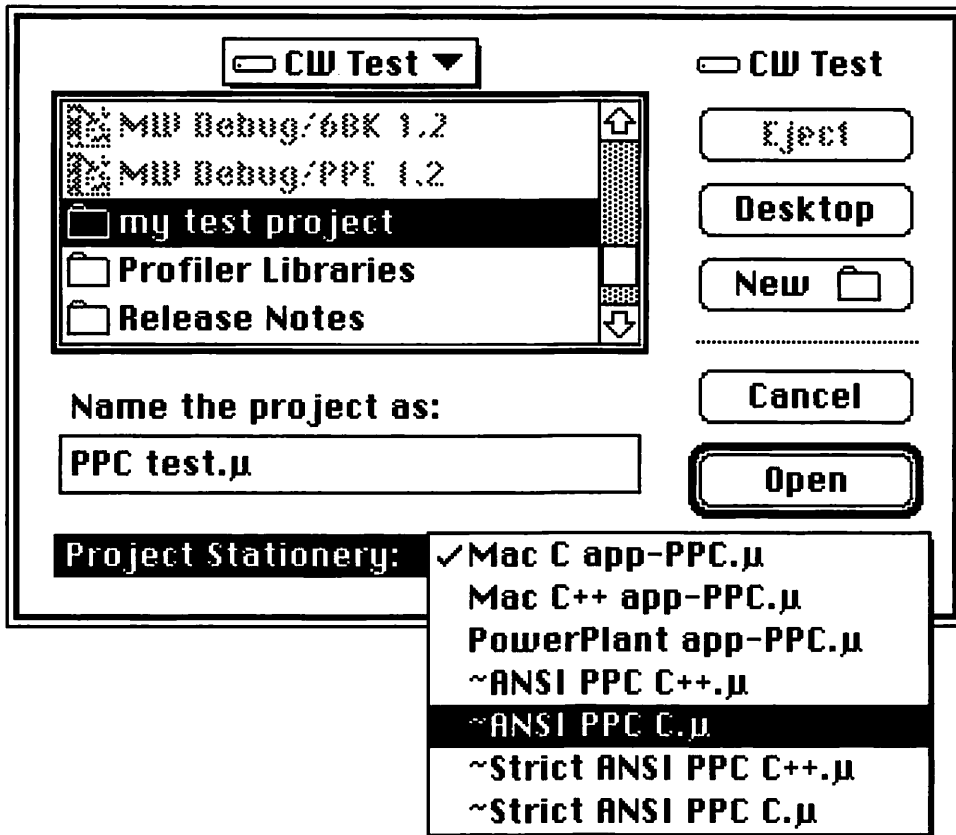 CW Test
CW Test
MW Debug/68K 1.2
MW Debug/PPC 1.2
my test project
Profiler Libraries
Release Notes
Eject
Desktop
New
Cancel
Open
Name the project as:
PPC test.µ
Project Stationery:
✓Mac C app-PPC.µ
Mac C++ app-PPC.µ
PowerPlant app-PPC.µ
~ANSI PPC C++.µ
~ANSI PPC C.µ
~Strict ANSI PPC C++.µ
~Strict ANSI PPC C.µ